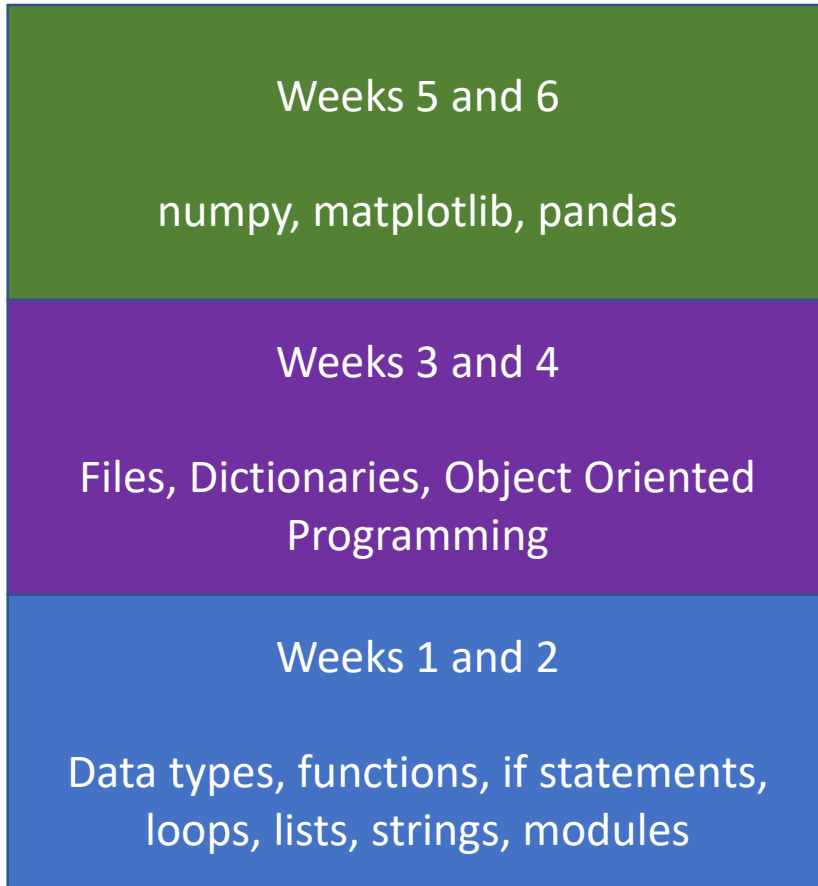 Weeks 5 and 6
numpy, matplotlib, pandas
Weeks 3 and 4
Files, Dictionaries, Object Oriented
Programming
Weeks 1 and 2
Data types, functions, if statements,
loops, lists, strings, modules